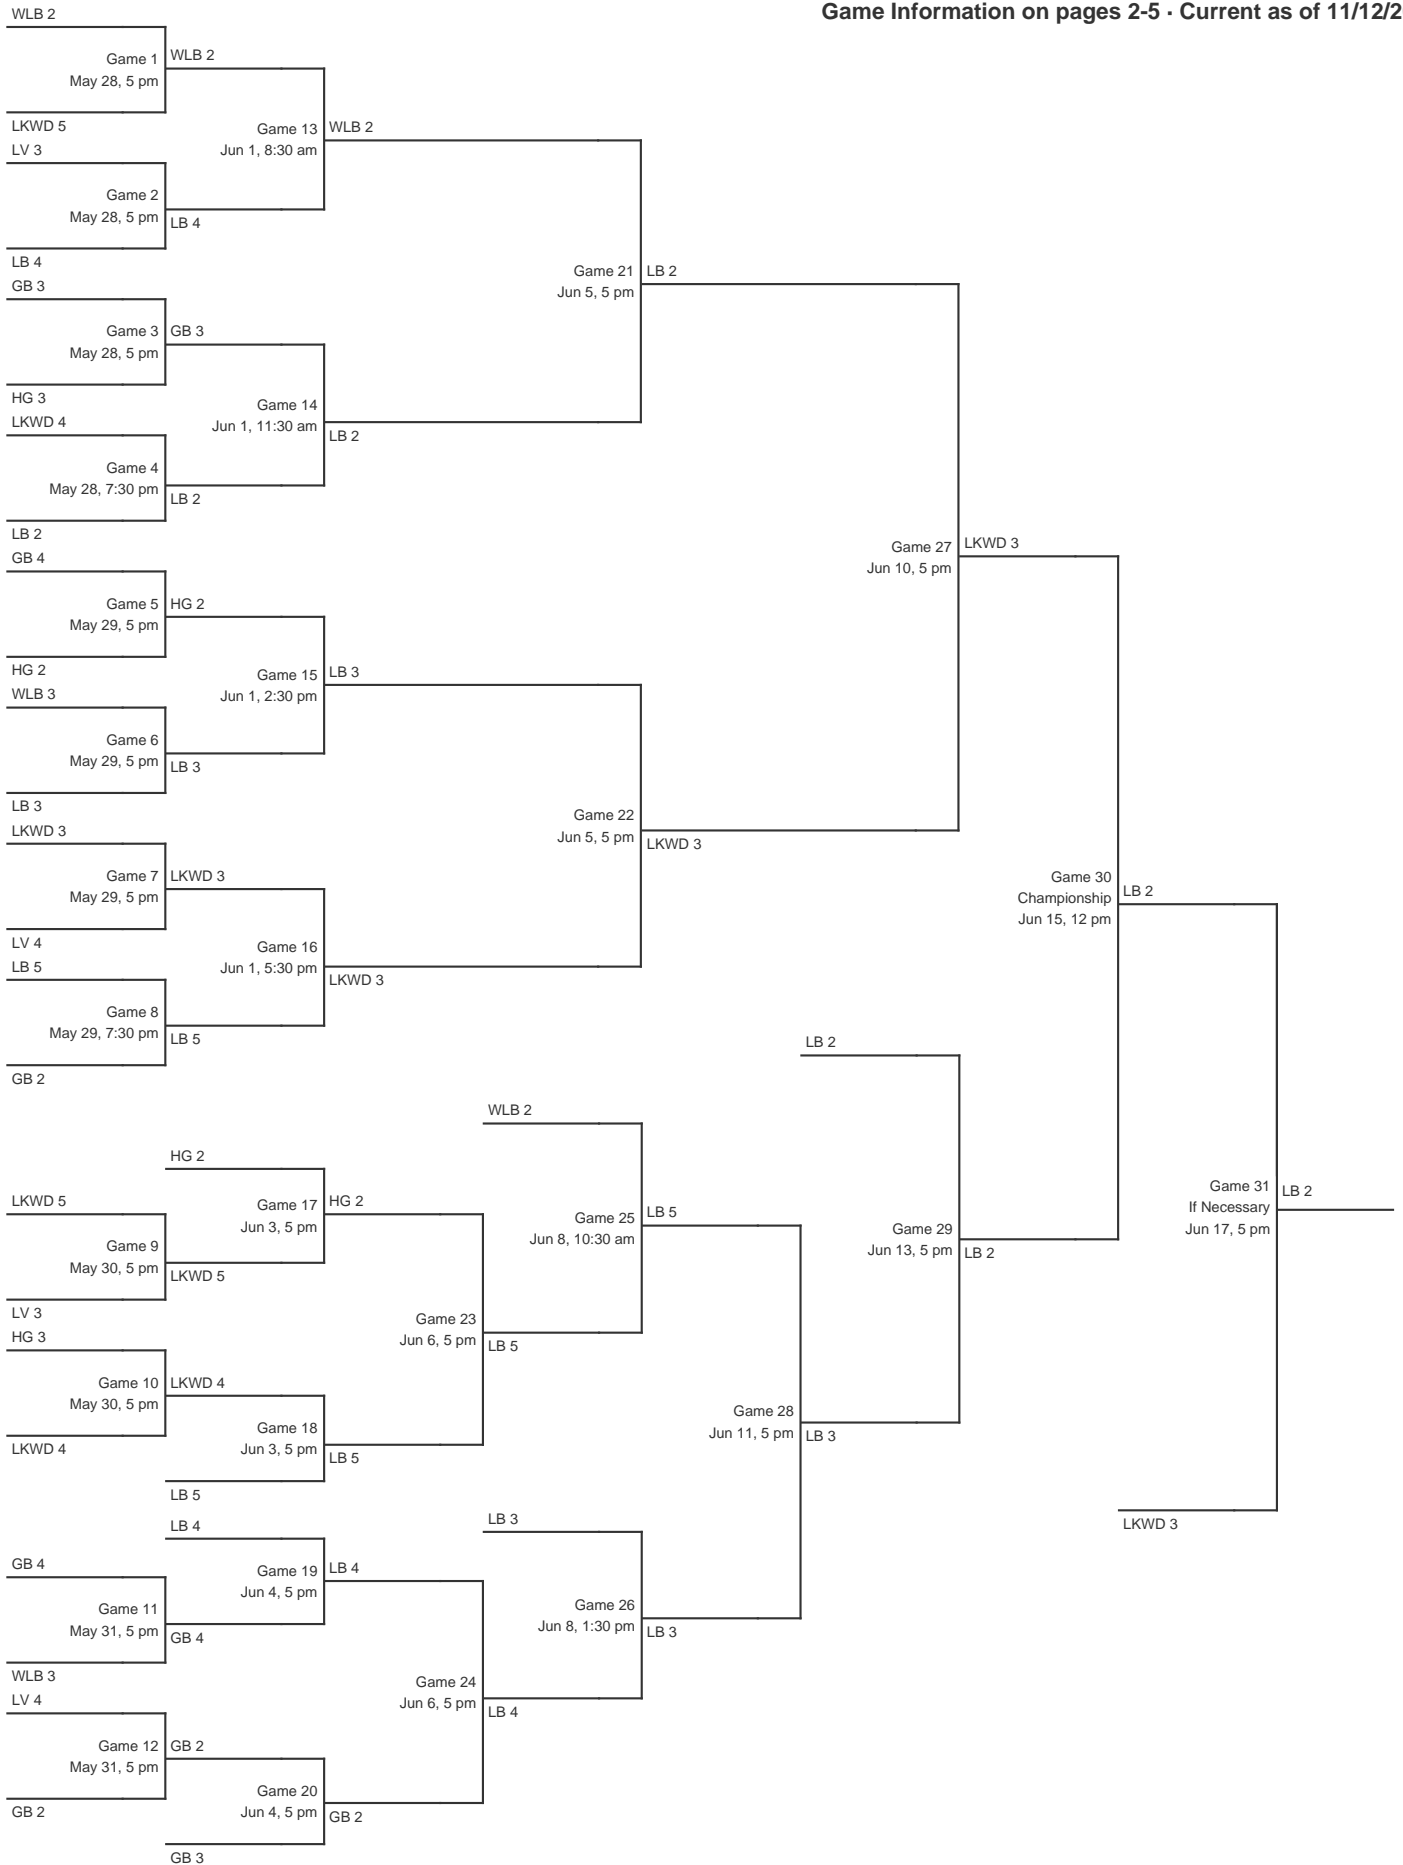 Game Information on pages 2-5 · Current as of 11/12/2
WLB 2
Game 1
May 28, 5 pm
WLB 2
LKWD 5
Game 13
Jun 1, 8:30 am
WLB 2
LV 3
Game 2
May 28, 5 pm
LB 4
LB 4
Game 21
Jun 5, 5 pm
LB 2
GB 3
Game 3
May 28, 5 pm
GB 3
HG 3
Game 14
Jun 1, 11:30 am
LB 2
LKWD 4
Game 4
May 28, 7:30 pm
LB 2
LB 2
Game 27
Jun 10, 5 pm
LKWD 3
GB 4
Game 5
May 29, 5 pm
HG 2
HG 2
Game 15
Jun 1, 2:30 pm
LB 3
WLB 3
Game 6
May 29, 5 pm
LB 3
LB 3
Game 22
Jun 5, 5 pm
LKWD 3
LKWD 3
Game 7
May 29, 5 pm
LKWD 3
LV 4
Game 16
Jun 1, 5:30 pm
LKWD 3
LB 5
Game 8
May 29, 7:30 pm
LB 5
GB 2
Game 30
Championship
Jun 15, 12 pm
LB 2
LB 2
WLB 2
HG 2
LKWD 5
Game 17
Jun 3, 5 pm
HG 2
Game 9
May 30, 5 pm
LKWD 5
LV 3
Game 25
Jun 8, 10:30 am
LB 5
Game 29
Jun 13, 5 pm
LB 2
Game 31
If Necessary
Jun 17, 5 pm
LB 2
Game 23
Jun 6, 5 pm
LB 5
HG 3
Game 10
May 30, 5 pm
LKWD 4
LKWD 4
Game 18
Jun 3, 5 pm
LB 5
LB 5
Game 28
Jun 11, 5 pm
LB 3
LB 4
LB 3
LKWD 3
GB 4
Game 19
Jun 4, 5 pm
LB 4
Game 11
May 31, 5 pm
GB 4
WLB 3
Game 26
Jun 8, 1:30 pm
LB 3
Game 24
Jun 6, 5 pm
LB 4
LV 4
Game 12
May 31, 5 pm
GB 2
GB 2
Game 20
Jun 4, 5 pm
GB 2
GB 3